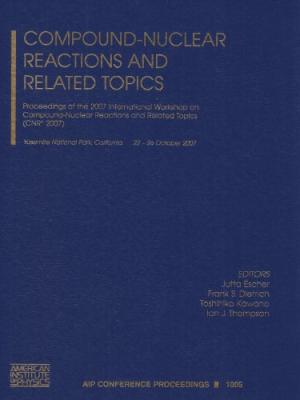 COMPOUND-NUCLEAR
REACTIONS AND
RELATED TOPICS
Proceedings of the 2007 International Workshop on
Compound-Nuclear Reactions and Related Topics
(CNR* 2007)
Yosemite National Park, California 22 – 26 October 2007
EDITORS
Jutta Escher
Frank S. Dietrich
Toshihiko Kawano
Ian J. Thompson
AMERICAN
INSTITUTE
OF PHYSICS
AIP CONFERENCE PROCEEDINGS 1005